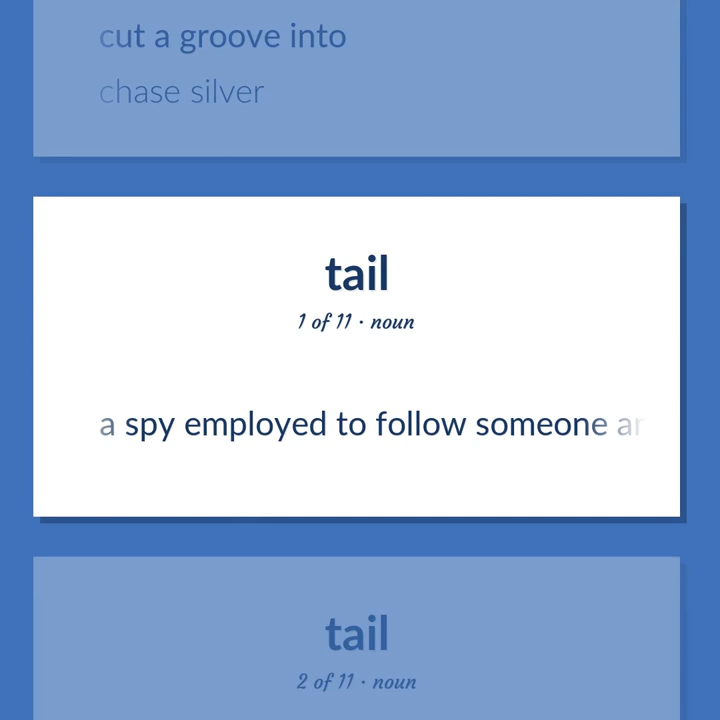 cut a groove into
chase silver
tail
1 of 11 · noun
a spy employed to follow someone
tail
2 of 11 · noun